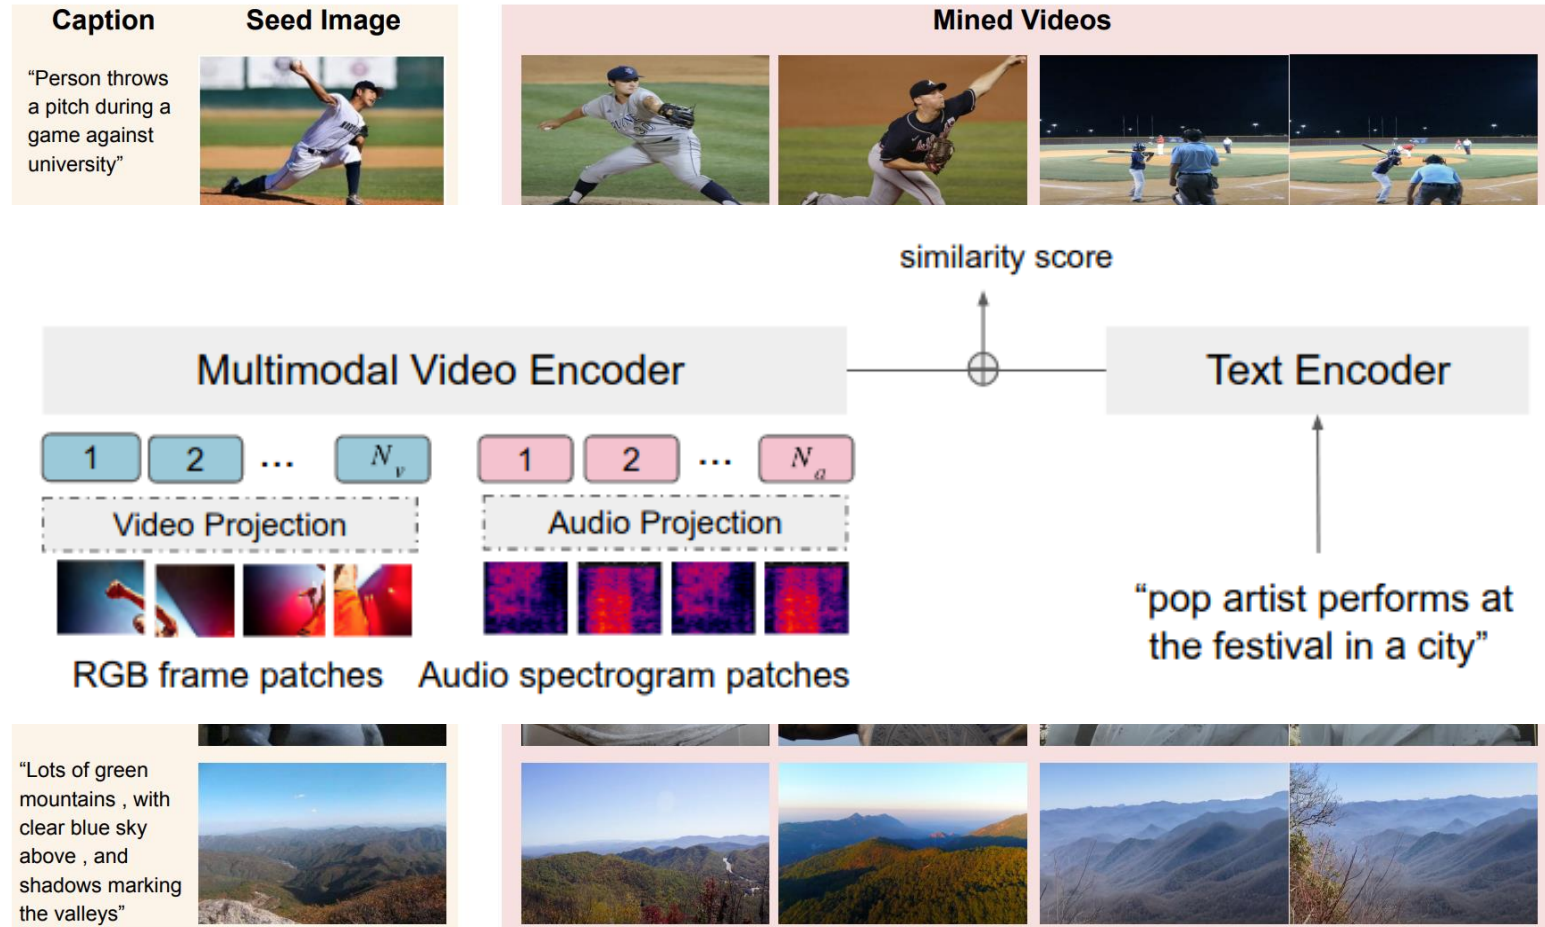 Caption
Seed Image
Mined Videos
“Person throws
a pitch during a
game against
university”
similarity score
Multimodal Video Encoder
Text Encoder
1
2
...
N_v
1
2
...
N_a
Video Projection
Audio Projection
“pop artist performs at
the festival in a city”
RGB frame patches
Audio spectrogram patches
“Lots of green
mountains , with
clear blue sky
above , and
shadows marking
the valleys”